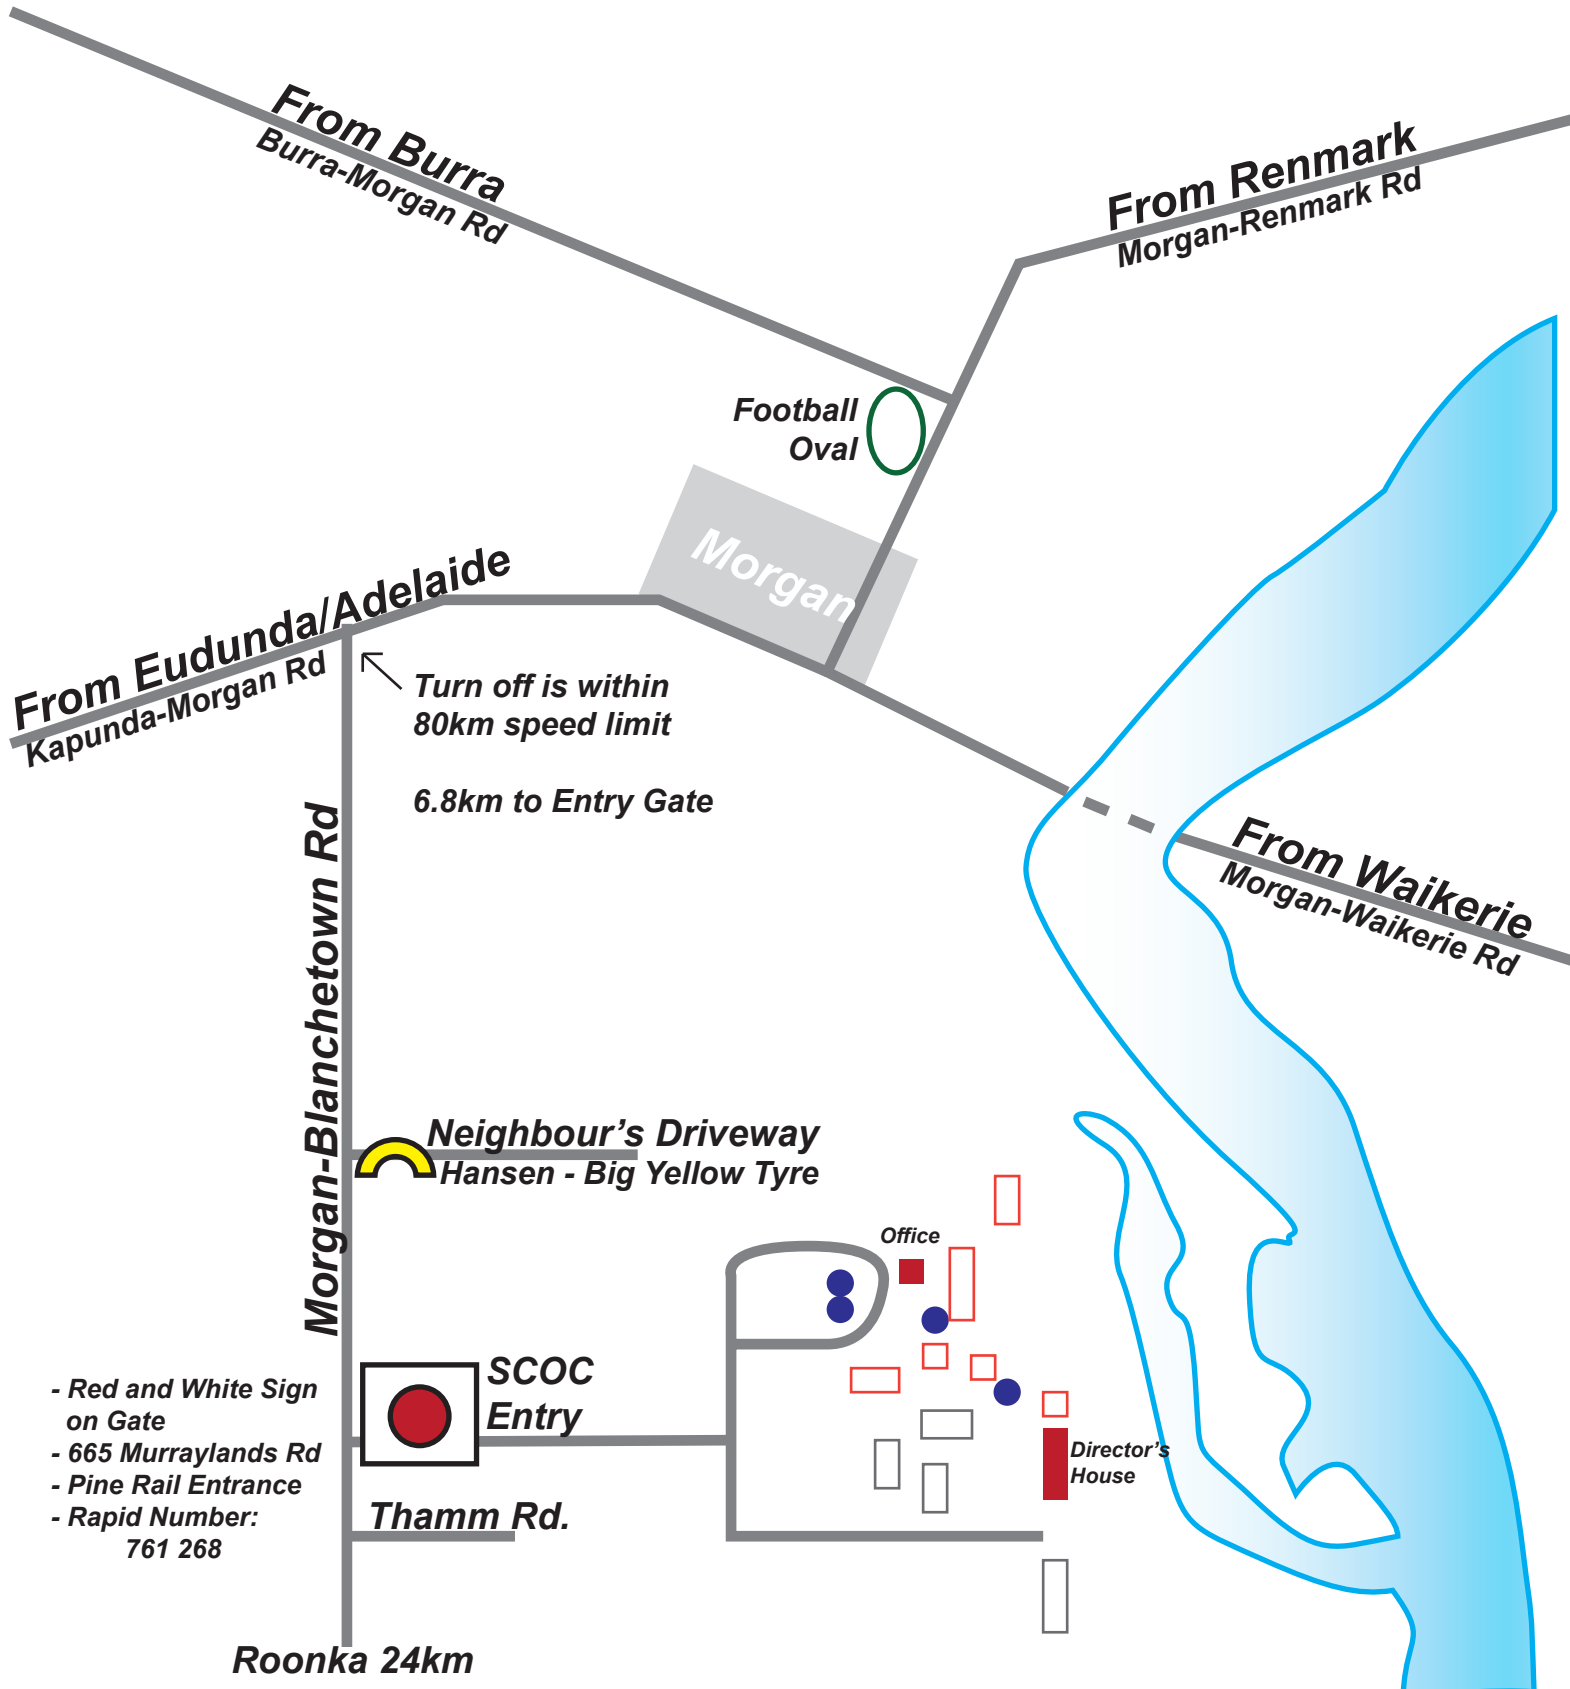 From Burra
Burra-Morgan Rd
From Renmark
Morgan-Renmark Rd
Football
Oval
Morgan
From Eudunda/Adelaide
Kapunda-Morgan Rd
Turn off is within
80km speed limit
6.8km to Entry Gate
Morgan-Blanchetown Rd
From Waikerie
Morgan-Waikerie Rd
Neighbour's Driveway
Hansen - Big Yellow Tyre
Office
SCOC
Entry
- Red and White Sign
on Gate
- 665 Murraylands Rd
- Pine Rail Entrance
- Rapid Number:
761 268
Director's
House
Thamm Rd.
Roonka 24km